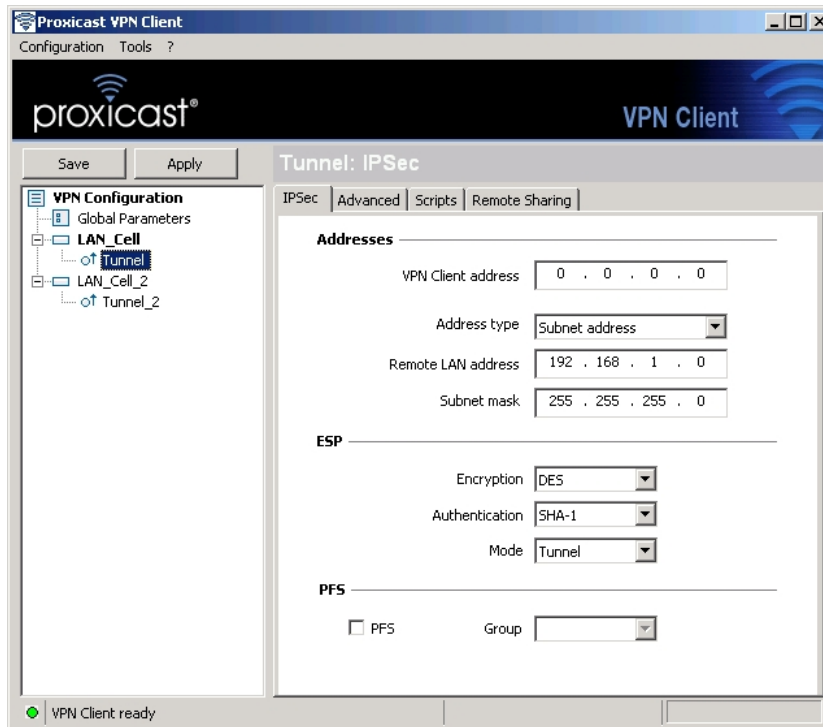 Proxicast VPN Client
Configuration Tools ?
proxicast®
VPN Client
Save Apply
Tunnel: IPSec
VPN Configuration
Global Parameters
LAN_Cell
Tunnel
LAN_Cell_2
Tunnel_2
IPSec Advanced Scripts Remote Sharing
Addresses
VPN Client address 0 . 0 . 0 . 0
Address type Subnet address
Remote LAN address 192 . 168 . 1 . 0
Subnet mask 255 . 255 . 255 . 0
ESP
Encryption DES
Authentication SHA-1
Mode Tunnel
PFS
PFS Group
VPN Client ready